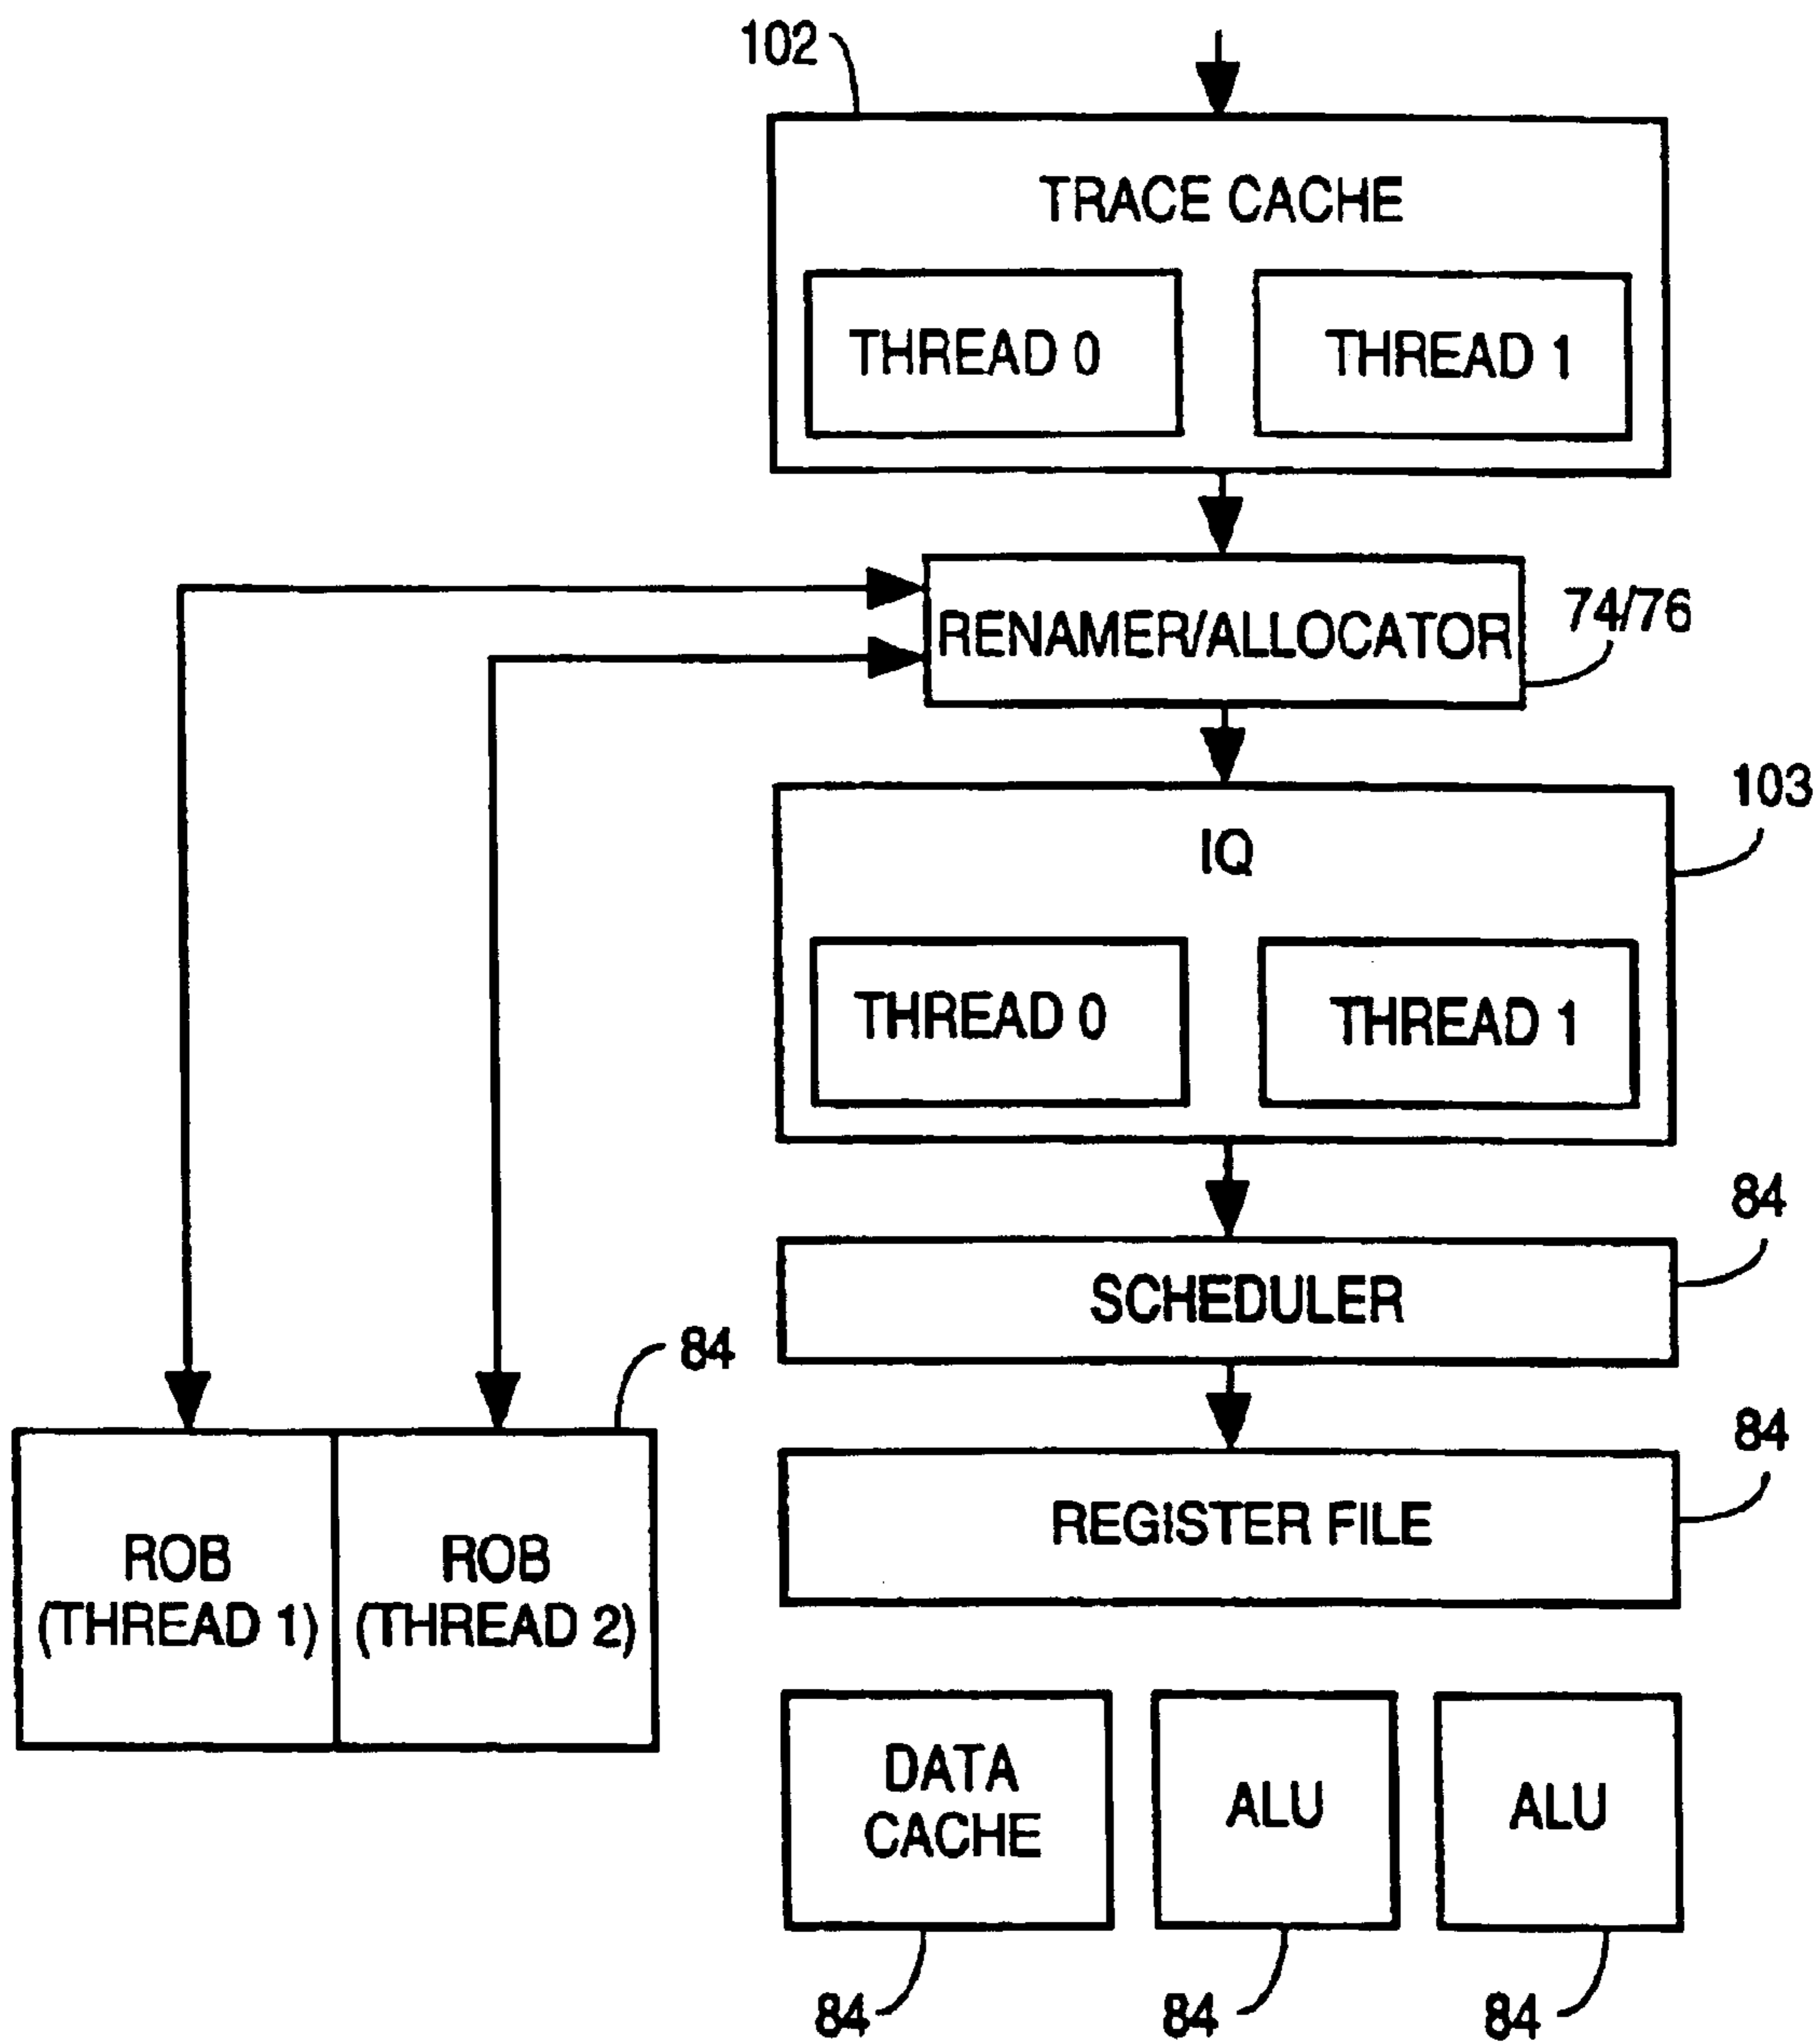 102
TRACE CACHE
THREAD 0
THREAD 1
RENAMER/ALLOCATOR
74/76
103
IQ
THREAD 0
THREAD 1
84
SCHEDULER
84
84
REGISTER FILE
ROB
(THREAD 1)
ROB
(THREAD 2)
DATA
CACHE
ALU
ALU
84
84
84